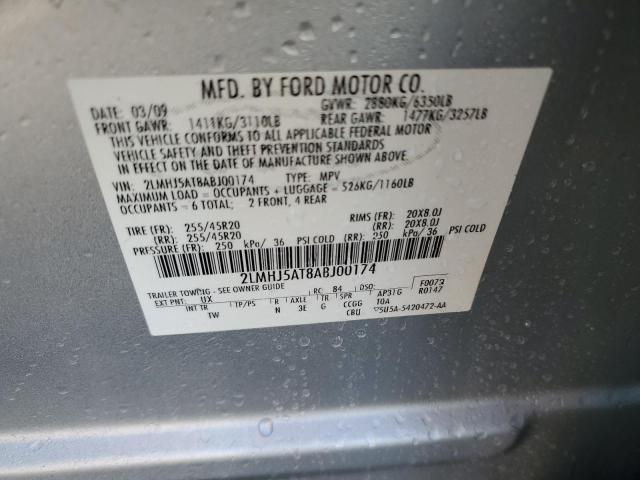 MFD. BY FORD MOTOR CO.
DATE: 03/09 GVWR: 2880KG/6350LB
FRONT GAWR: 1411KG/3110LB REAR GAWR: 1477KG/3257LB
THIS VEHICLE CONFORMS TO ALL APPLICABLE FEDERAL MOTOR
VEHICLE SAFETY AND THEFT PREVENTION STANDARDS
IN EFFECT ON THE DATE OF MANUFACTURE SHOWN ABOVE.
VIN: 2LMHJ5AT8ABJ00174 TYPE: MPV
MAXIMUM LOAD = OCCUPANTS + LUGGAGE = 526KG/1160LB
OCCUPANTS = 6 TOTAL; 2 FRONT, 4 REAR
TIRE (FR): 255/45R20 RIMS (FR): 20X8.0J
(RR): 255/45R20 (RR): 20X8.0J
PRESSURE (FR): 250 kPa/ 36 PSI COLD (RR): 250 kPa/ 36 PSI COLD
2LMHJ5AT8ABJ00174
TRAILER TOWING - SEE OWNER GUIDE
EXT PNT: UX RC: 84 DSO: F0073
R0147
INT TR TP/PS R AXLE TR SPR AP31G
TW N 3E G CCGG 10A
CBU 5U5A-5420472-AA